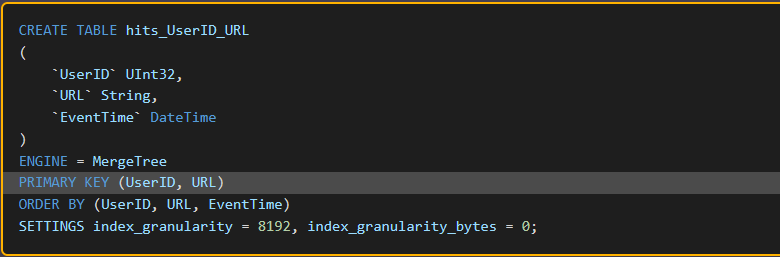 CREATE TABLE hits_UserID_URL
(
    `UserID` UInt32,
    `URL` String,
    `EventTime` DateTime
)
ENGINE = MergeTree
PRIMARY KEY (UserID, URL)
ORDER BY (UserID, URL, EventTime)
SETTINGS index_granularity = 8192, index_granularity_bytes = 0;